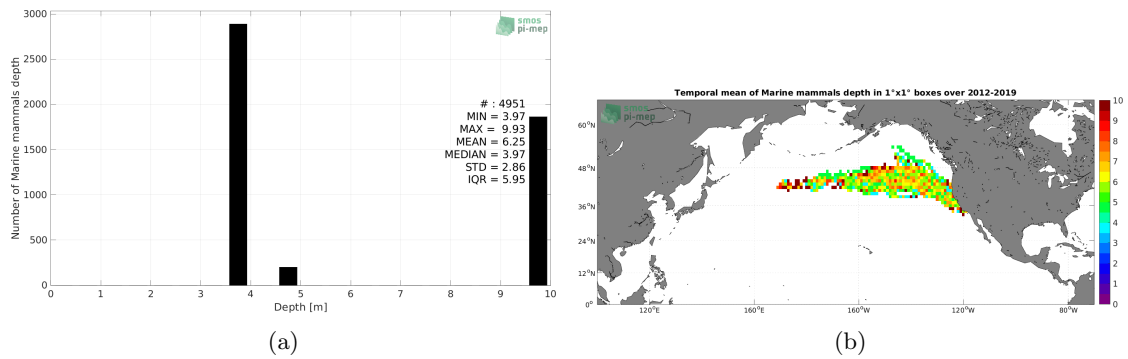 3000
2500
2000
1500
1000
500
0
Number of Marine mammals depth
smos
pi-mep
# : 4951
MIN = 3.97
MAX = 9.93
MEAN = 6.25
MEDIAN = 3.97
STD = 2.86
IQR = 5.95
0 1 2 3 4 5 6 7 8 9 10
Depth [m]
(a)
Temporal mean of Marine mammals depth in 1°x1° boxes over 2012-2019
smos
pi-mep
60°N
48°N
36°N
24°N
12°N
0°
120°E 160°E 160°W 120°W 80°W
10
9
8
7
6
5
4
3
2
1
0
(b)